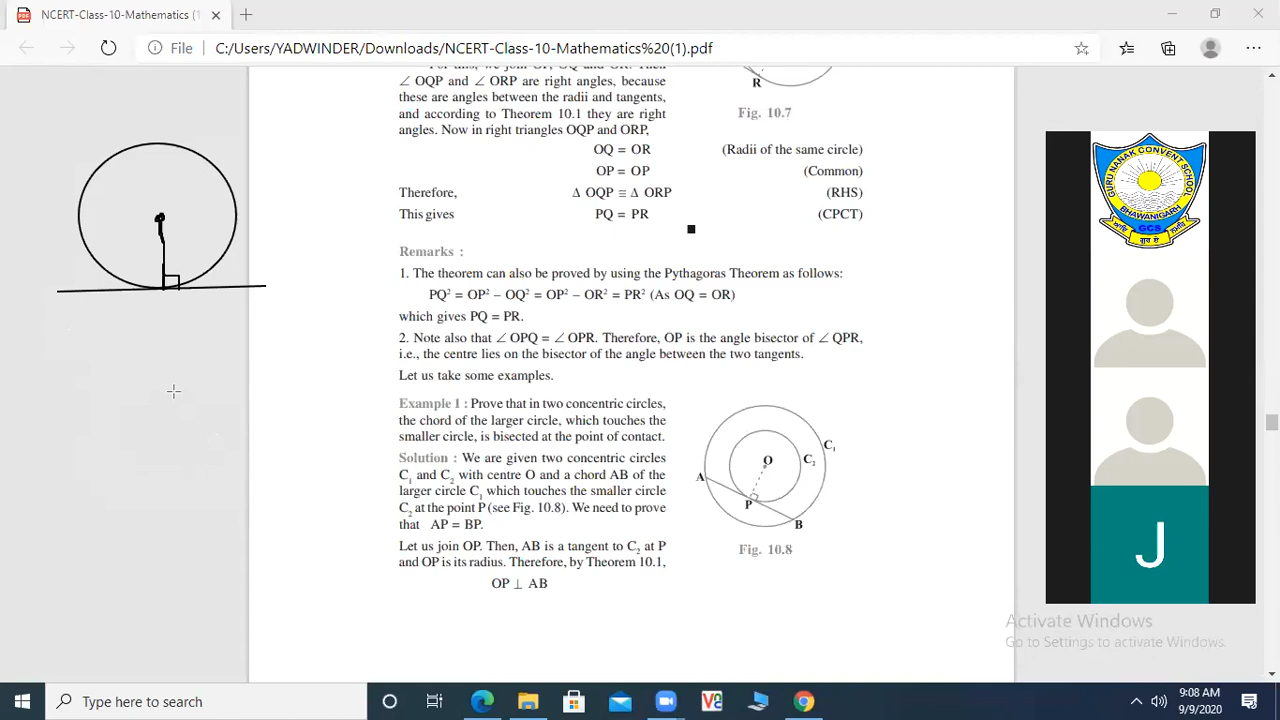 NCERT-Class-10-Mathematics (1
File C:/Users/YADWINDER/Downloads/NCERT-Class-10-Mathematics%20(1).pdf
For this, we join OP, OQ and OR. Then
∠ OQP and ∠ ORP are right angles, because
these are angles between the radii and tangents,
and according to Theorem 10.1 they are right
angles. Now in right triangles OQP and ORP,
R
Fig. 10.7
OQ = OR (Radii of the same circle)
OP = OP (Common)
Therefore, Δ OQP ≅ Δ ORP (RHS)
This gives PQ = PR (CPCT)
Remarks :
1. The theorem can also be proved by using the Pythagoras Theorem as follows:
PQ² = OP² – OQ² = OP² – OR² = PR² (As OQ = OR)
which gives PQ = PR.
2. Note also that ∠ OPQ = ∠ OPR. Therefore, OP is the angle bisector of ∠ QPR,
i.e., the centre lies on the bisector of the angle between the two tangents.
Let us take some examples.
Example 1 : Prove that in two concentric circles,
the chord of the larger circle, which touches the
smaller circle, is bisected at the point of contact.
Solution : We are given two concentric circles
C₁ and C₂ with centre O and a chord AB of the
larger circle C₁ which touches the smaller circle
C₂ at the point P (see Fig. 10.8). We need to prove
that AP = BP.
Let us join OP. Then, AB is a tangent to C₂ at P
and OP is its radius. Therefore, by Theorem 10.1,
OP ⊥ AB
C₁
O
C₂
A
P
B
Fig. 10.8
GURU NANAK CONVENT SCHOOL
BHAWANIGARH
GCS
J
Activate Windows
Go to Settings to activate Windows.
Type here to search
9:08 AM
9/9/2020